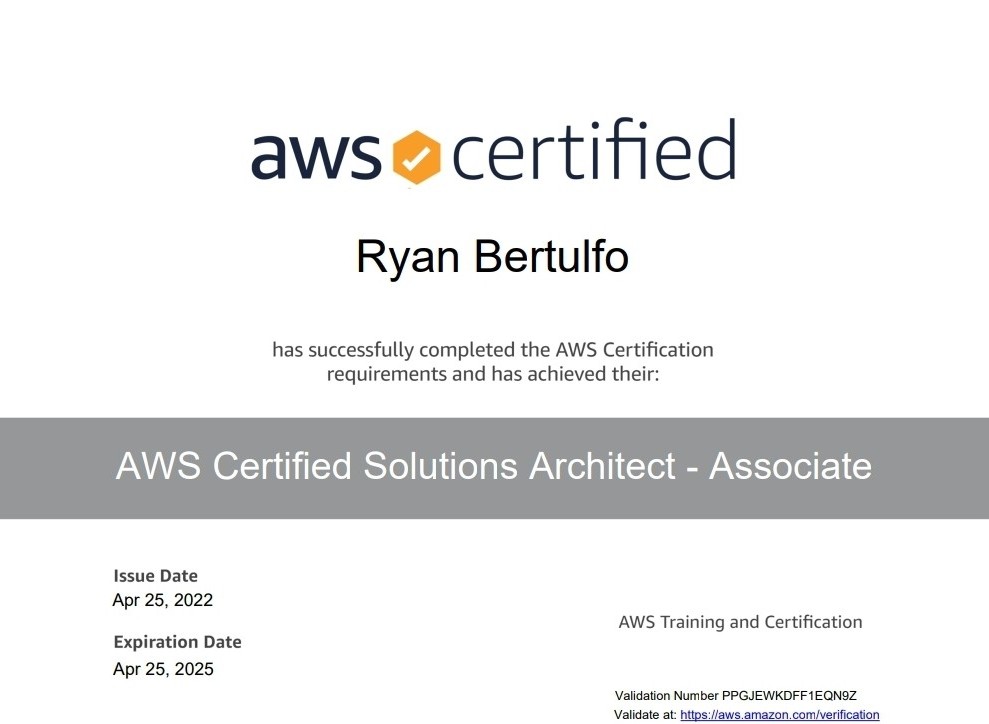 aws certified
Ryan Bertulfo
has successfully completed the AWS Certification
requirements and has achieved their:
AWS Certified Solutions Architect - Associate
Issue Date
Apr 25, 2022
Expiration Date
Apr 25, 2025
AWS Training and Certification
Validation Number PPGJEWKDFF1EQN9Z
Validate at: https://aws.amazon.com/verification